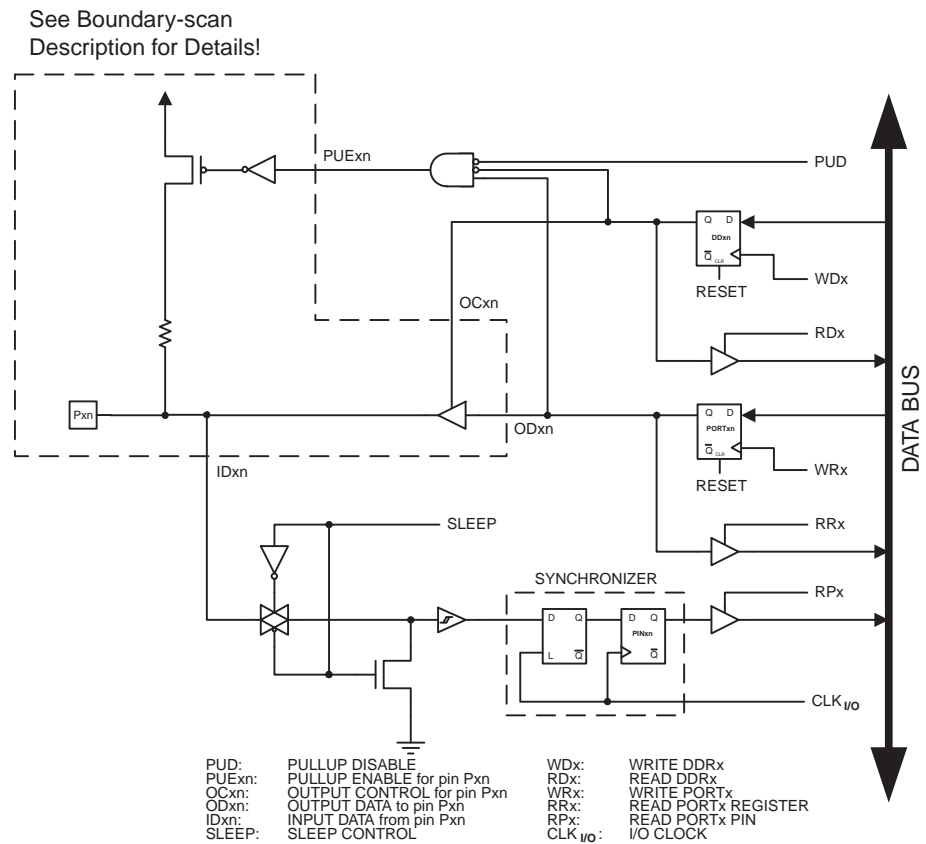 See Boundary-scan
Description for Details!
PUExn
PUD
Q D
DDxn
Q CLR
WDx
RESET
OCxn
RDx
Pxn
ODxn
Q D
PORTxn
Q CLR
WRx
RESET
IDxn
DATA BUS
SLEEP
RRx
SYNCHRONIZER
RPx
D Q
L Q
D Q
PINxn
Q
CLK I/O
PUD: PULLUP DISABLE
PUExn: PULLUP ENABLE for pin Pxn
OCxn: OUTPUT CONTROL for pin Pxn
ODxn: OUTPUT DATA to pin Pxn
IDxn: INPUT DATA from pin Pxn
SLEEP: SLEEP CONTROL
WDx: WRITE DDRx
RDx: READ DDRx
WRx: WRITE PORTx
RRx: READ PORTx REGISTER
RPx: READ PORTx PIN
CLK I/O : I/O CLOCK